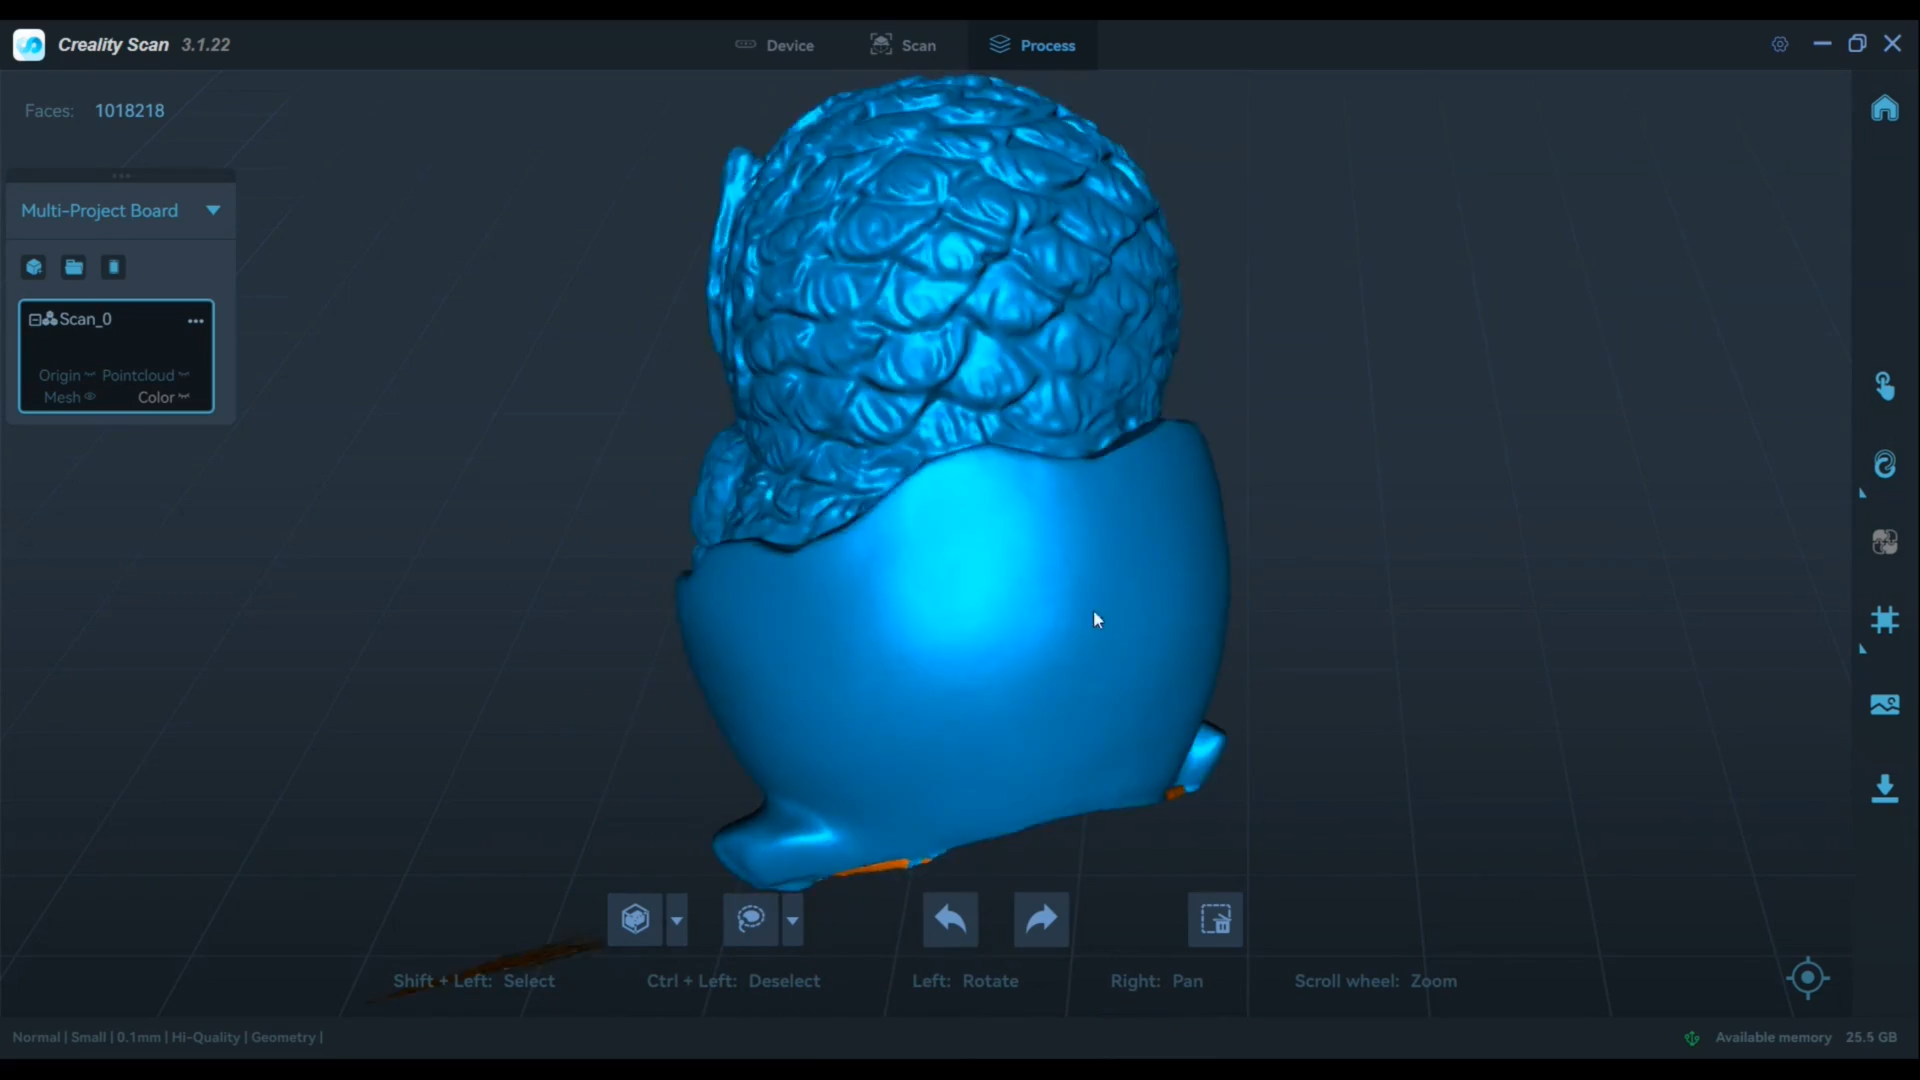 Creality Scan 3.1.22
Device
Scan
Process
Faces: 1018218
Multi-Project Board
Scan_0
Origin Pointcloud
Mesh Color
Shift + Left: Select
Ctrl + Left: Deselect
Left: Rotate
Right: Pan
Scroll wheel: Zoom
Normal | Small | 0.1mm | Hi-Quality | Geometry |
Available memory 25.5 GB